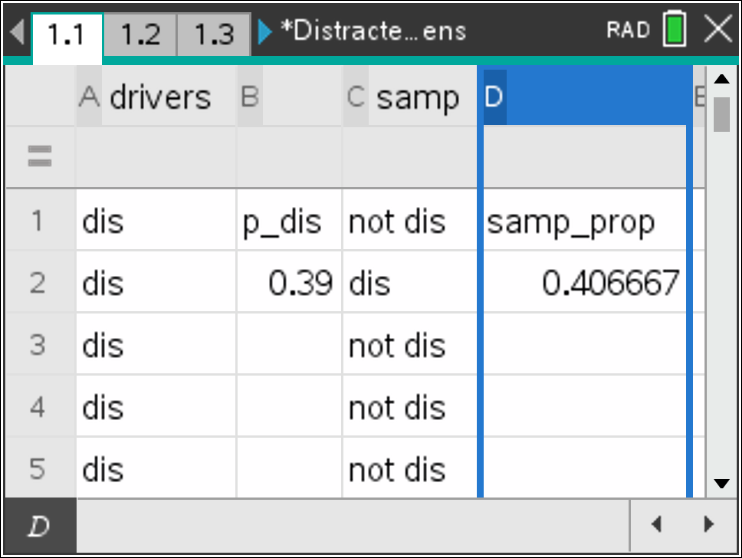 1.1 1.2 1.3 *Distracte...ens RAD
A drivers B C samp D E
=
1 dis p_dis not dis samp_prop
2 dis 0.39 dis 0.406667
3 dis not dis
4 dis not dis
5 dis not dis
D